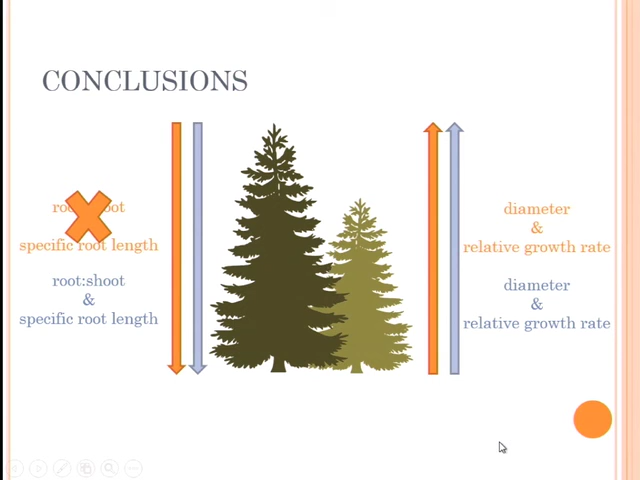 CONCLUSIONS
specific root length
root:shoot
&
specific root length
diameter
&
relative growth rate
diameter
&
relative growth rate